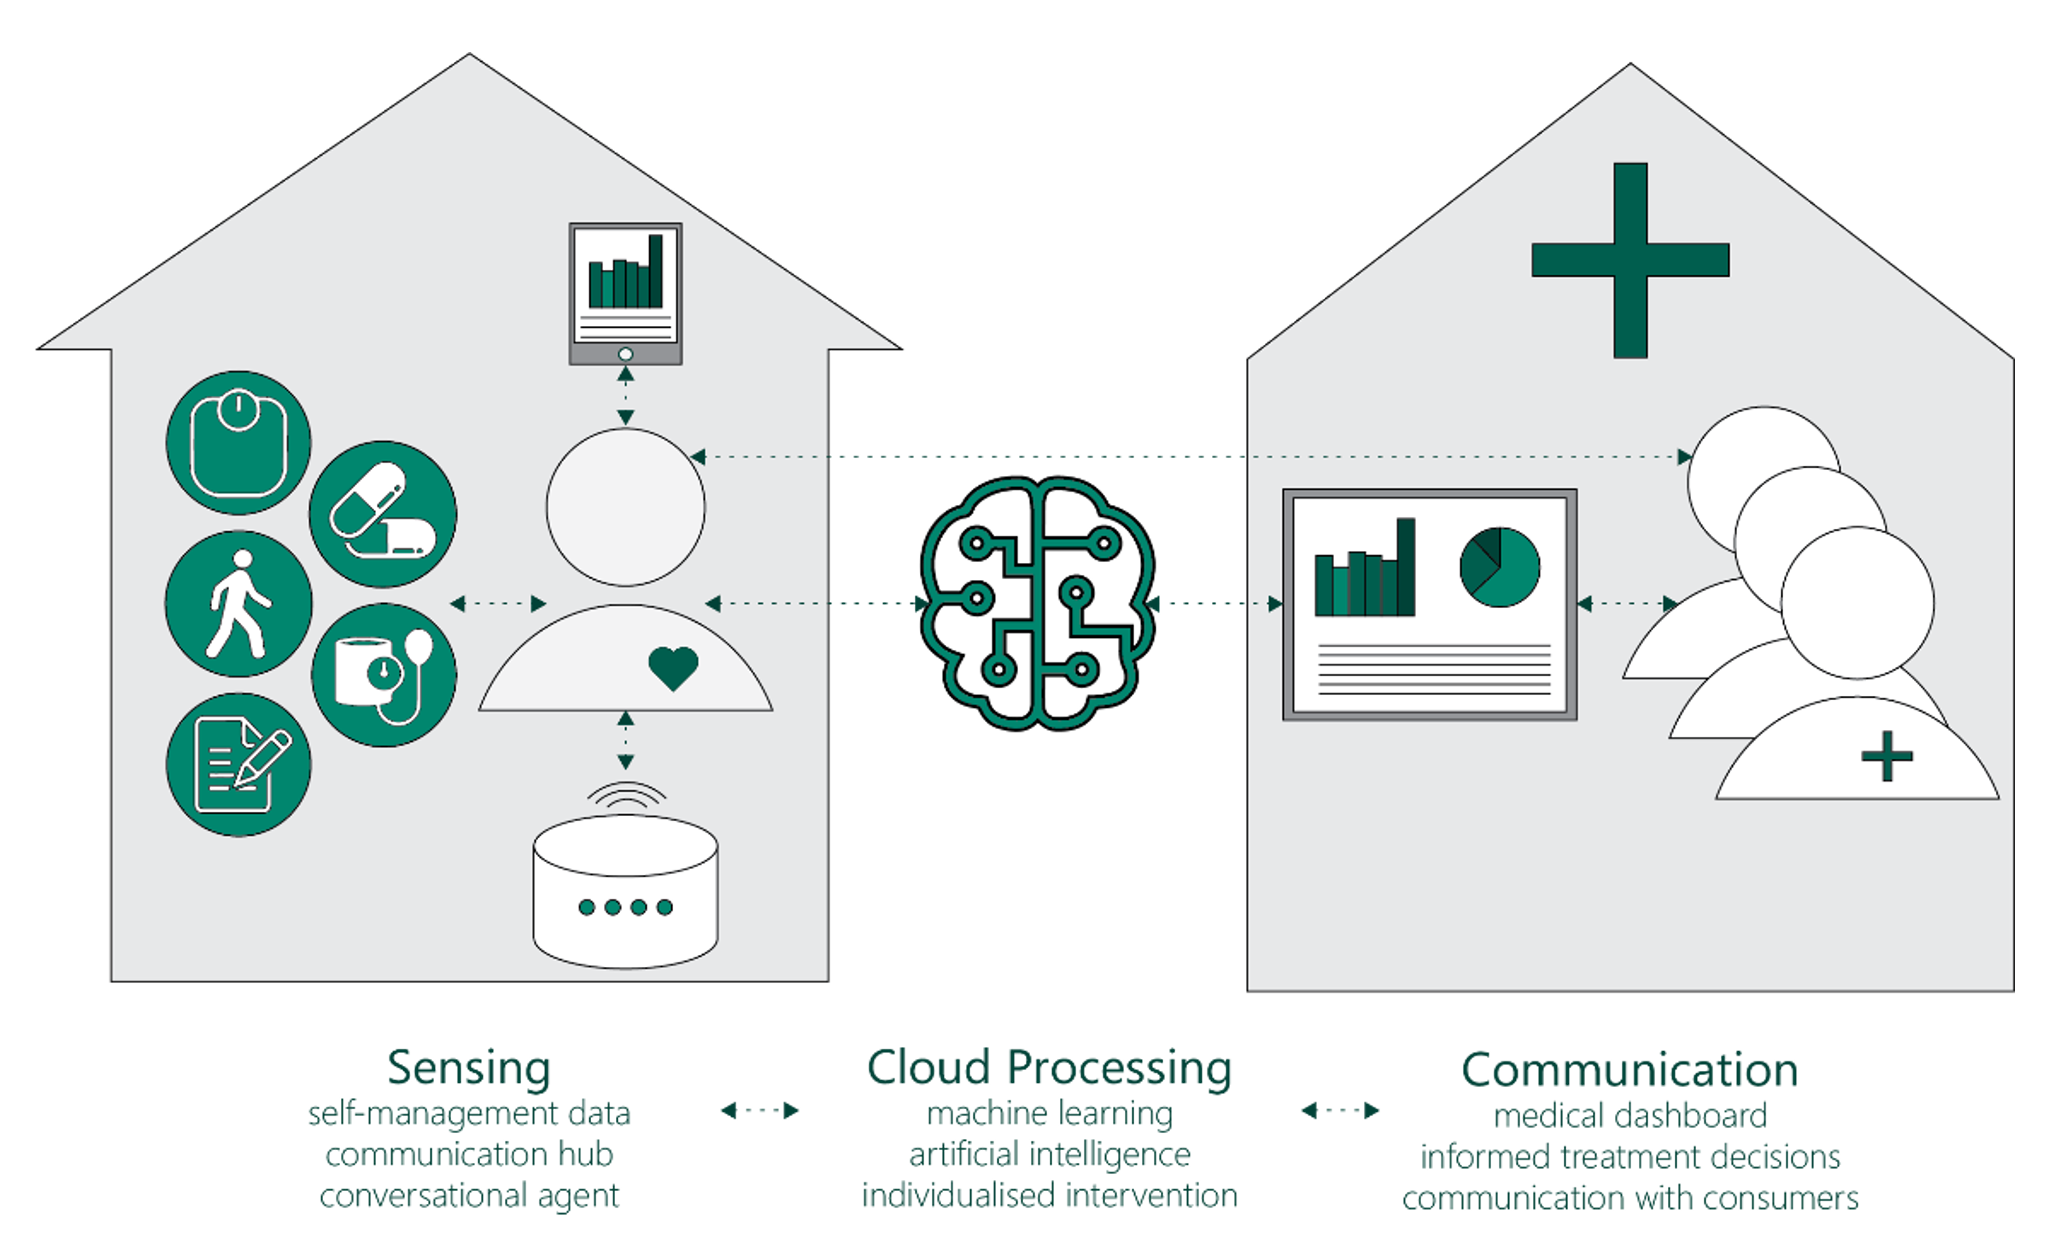 Sensing
self-management data
communication hub
conversational agent
Cloud Processing
machine learning
artificial intelligence
individualised intervention
Communication
medical dashboard
informed treatment decisions
communication with consumers